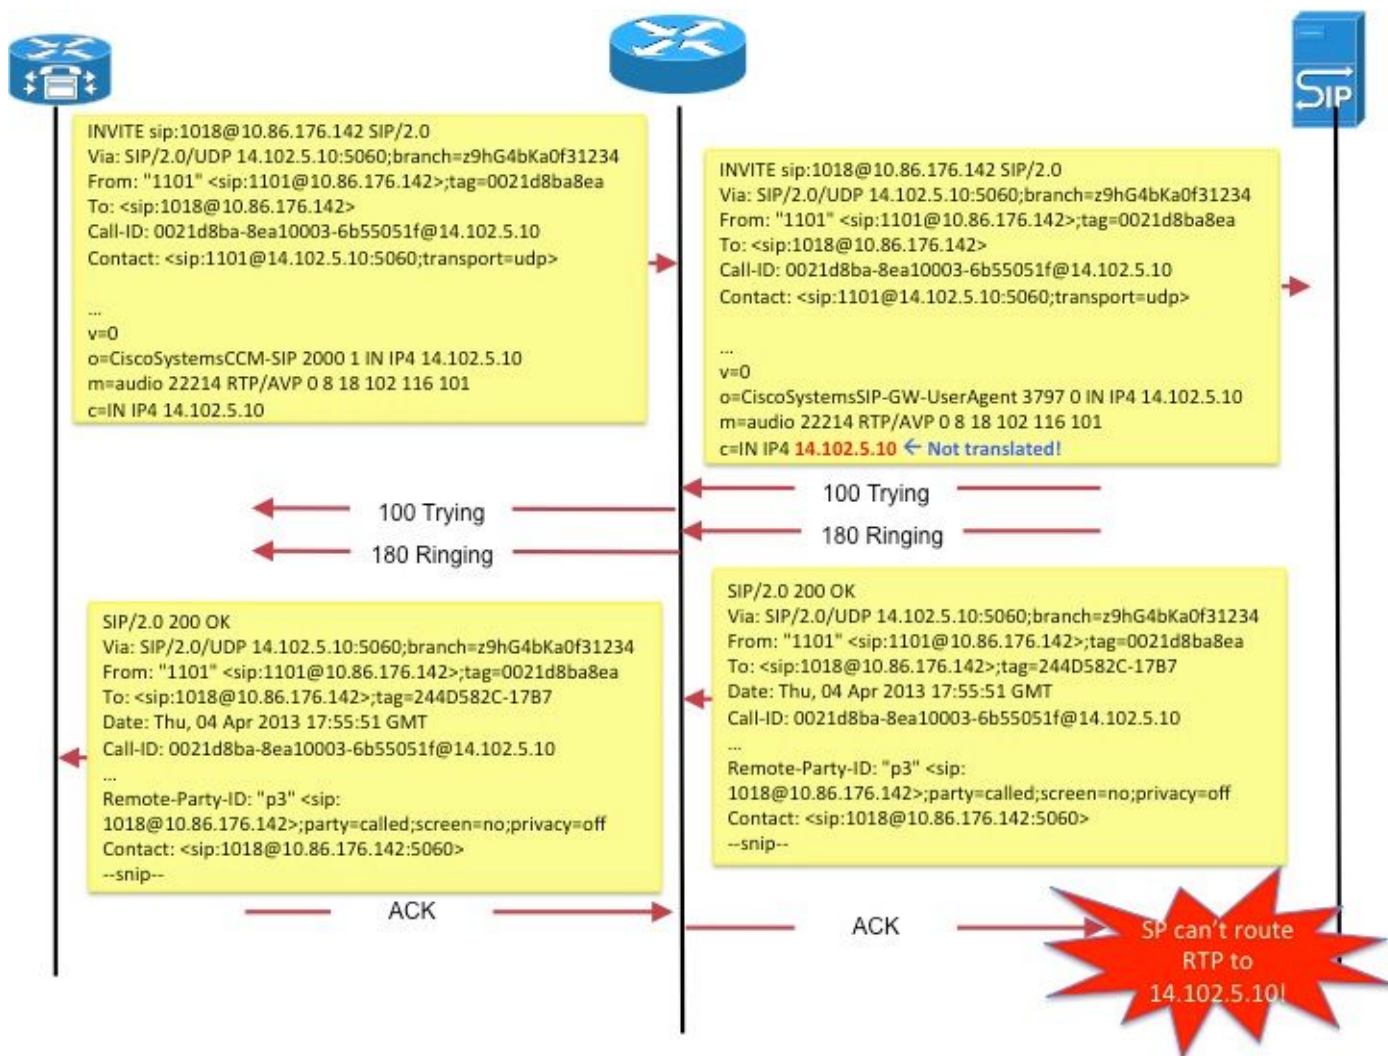 SIP
INVITE sip:1018@10.86.176.142 SIP/2.0
Via: SIP/2.0/UDP 14.102.5.10:5060;branch=z9hG4bKa0f31234
From: "1101" <sip:1101@10.86.176.142>;tag=0021d8ba8ea
To: <sip:1018@10.86.176.142>
Call-ID: 0021d8ba-8ea10003-6b55051f@14.102.5.10
Contact: <sip:1101@14.102.5.10:5060;transport=udp>
...
v=0
o=CiscoSystemsCCM-SIP 2000 1 IN IP4 14.102.5.10
m=audio 22214 RTP/AVP 0 8 18 102 116 101
c=IN IP4 14.102.5.10
INVITE sip:1018@10.86.176.142 SIP/2.0
Via: SIP/2.0/UDP 14.102.5.10:5060;branch=z9hG4bKa0f31234
From: "1101" <sip:1101@10.86.176.142>;tag=0021d8ba8ea
To: <sip:1018@10.86.176.142>
Call-ID: 0021d8ba-8ea10003-6b55051f@14.102.5.10
Contact: <sip:1101@14.102.5.10:5060;transport=udp>
...
v=0
o=CiscoSystemsSIP-GW-UserAgent 3797 0 IN IP4 14.102.5.10
m=audio 22214 RTP/AVP 0 8 18 102 116 101
c=IN IP4 14.102.5.10 ← Not translated!
100 Trying
100 Trying
180 Ringing
180 Ringing
SIP/2.0 200 OK
Via: SIP/2.0/UDP 14.102.5.10:5060;branch=z9hG4bKa0f31234
From: "1101" <sip:1101@10.86.176.142>;tag=0021d8ba8ea
To: <sip:1018@10.86.176.142>;tag=244D582C-17B7
Date: Thu, 04 Apr 2013 17:55:51 GMT
Call-ID: 0021d8ba-8ea10003-6b55051f@14.102.5.10
...
Remote-Party-ID: "p3" <sip:
1018@10.86.176.142>;party=called;screen=no;privacy=off
Contact: <sip:1018@10.86.176.142:5060>
--snip--
SIP/2.0 200 OK
Via: SIP/2.0/UDP 14.102.5.10:5060;branch=z9hG4bKa0f31234
From: "1101" <sip:1101@10.86.176.142>;tag=0021d8ba8ea
To: <sip:1018@10.86.176.142>;tag=244D582C-17B7
Date: Thu, 04 Apr 2013 17:55:51 GMT
Call-ID: 0021d8ba-8ea10003-6b55051f@14.102.5.10
...
Remote-Party-ID: "p3" <sip:
1018@10.86.176.142>;party=called;screen=no;privacy=off
Contact: <sip:1018@10.86.176.142:5060>
--snip--
ACK
ACK
SP can't route
RTP to
14.102.5.10!